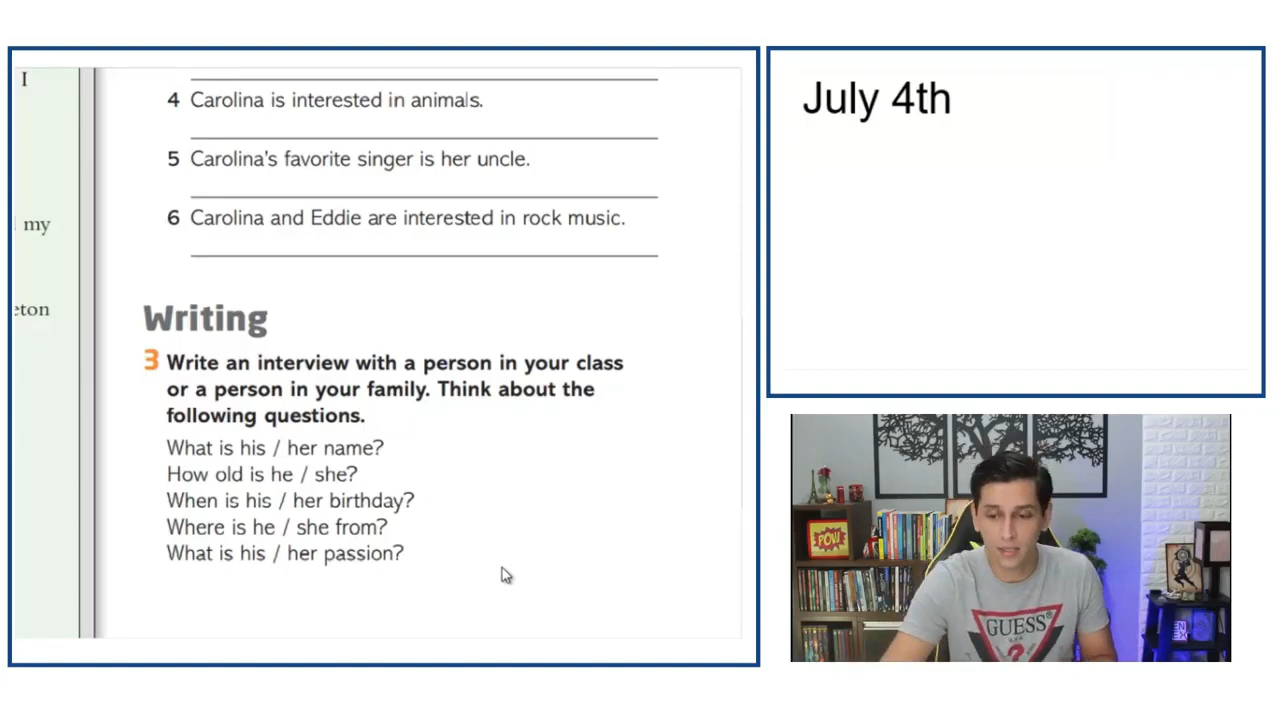 I
my
eton
4 Carolina is interested in animals.
5 Carolina's favorite singer is her uncle.
6 Carolina and Eddie are interested in rock music.
Writing
3 Write an interview with a person in your class
or a person in your family. Think about the
following questions.
What is his / her name?
How old is he / she?
When is his / her birthday?
Where is he / she from?
What is his / her passion?
July 4th
POW
GUESS
?